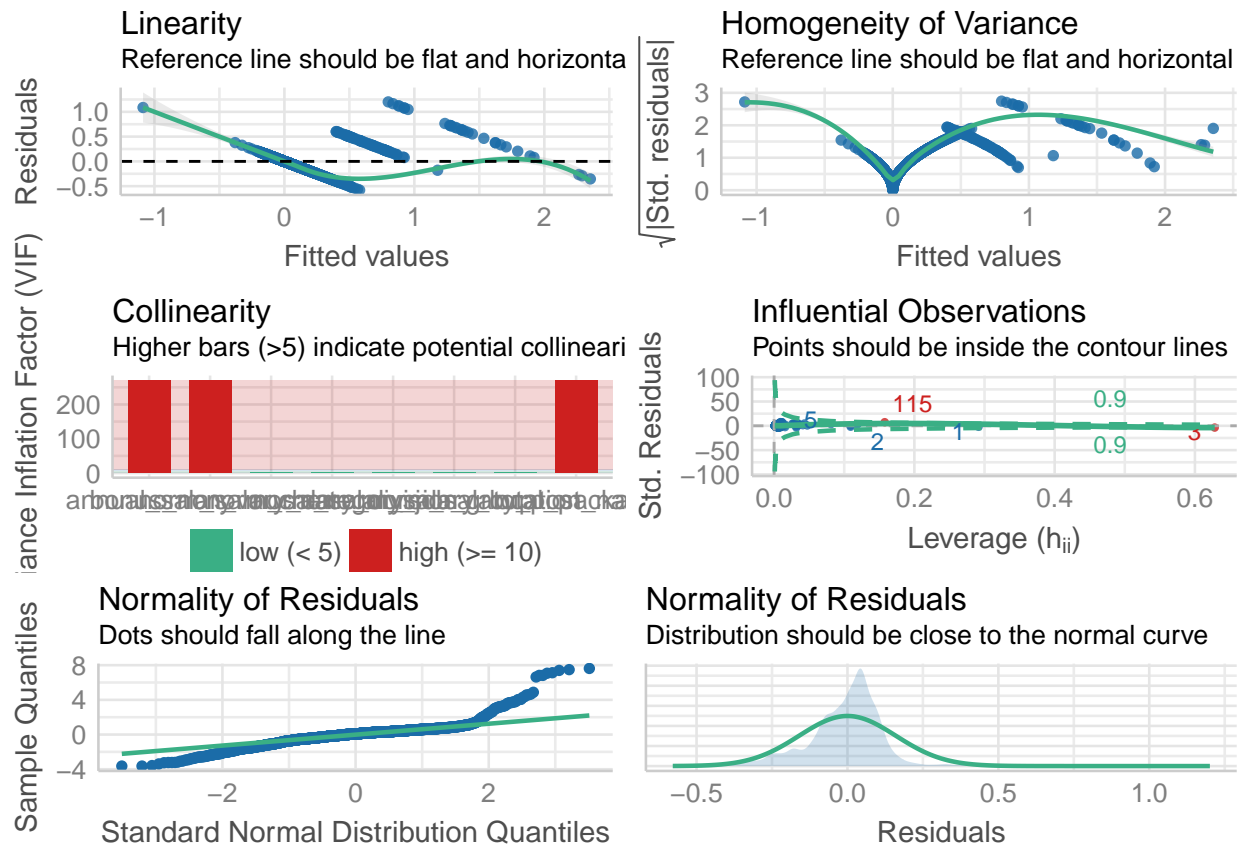 Linearity
Reference line should be flat and horizonta
Residuals
1.0
0.5
0.0
−0.5
−1
0
1
2
Fitted values
Homogeneity of Variance
Reference line should be flat and horizontal
√|Std. residuals|
3
2
1
0
−1
0
1
2
Fitted values
Collinearity
Higher bars (>5) indicate potential collineari
iance Inflation Factor (VIF)
200
100
0
low (< 5)
high (>= 10)
Influential Observations
Points should be inside the contour lines
Std. Residuals
100
50
0
−50
−100
5
115
2
1
3
0.9
0.9
0.0
0.2
0.4
0.6
Leverage (hii)
Normality of Residuals
Dots should fall along the line
Sample Quantiles
8
4
0
−4
−2
0
2
Standard Normal Distribution Quantiles
Normality of Residuals
Distribution should be close to the normal curve
−0.5
0.0
0.5
1.0
Residuals